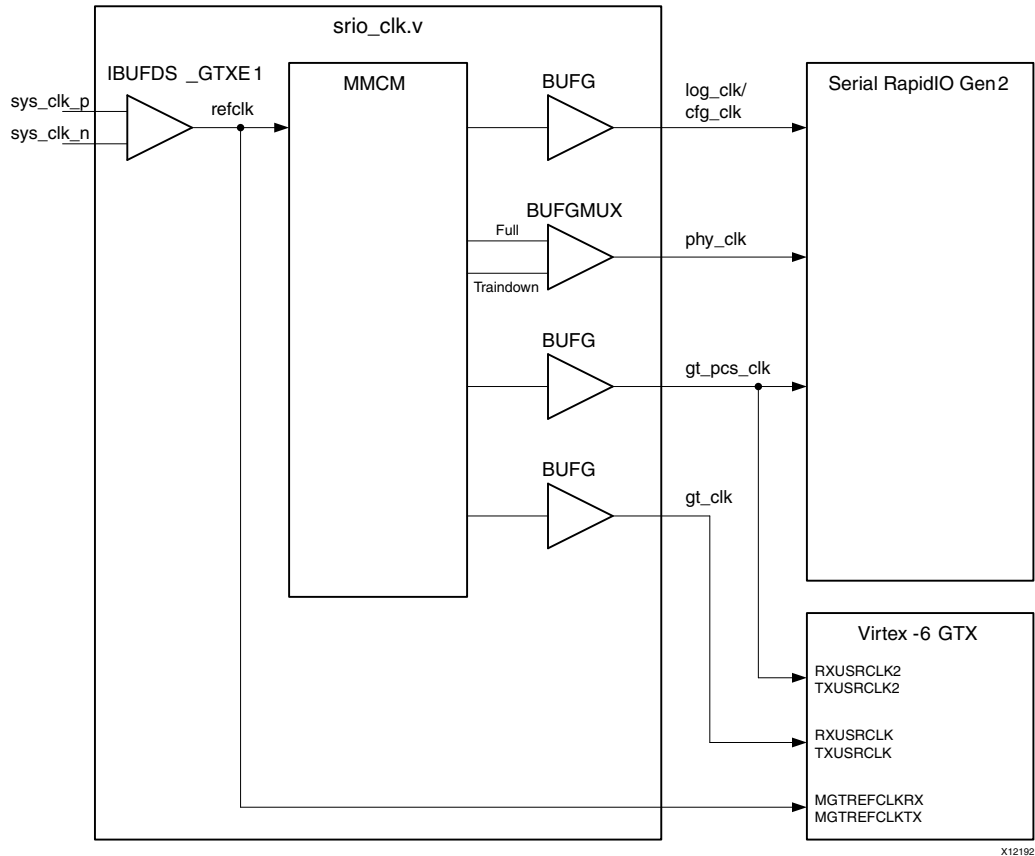 srio_clk.v
IBUFDS _GTXE1
MMCM
BUFG
Serial RapidIO Gen2
sys_clk_p
sys_clk_n
refclk
log_clk/
cfg_clk
BUFGMUX
Full
Traindown
phy_clk
BUFG
gt_pcs_clk
BUFG
gt_clk
Virtex -6 GTX
RXUSRCLK2
TXUSRCLK2
RXUSRCLK
TXUSRCLK
MGTREFCLKRX
MGTREFCLKTX
X12192